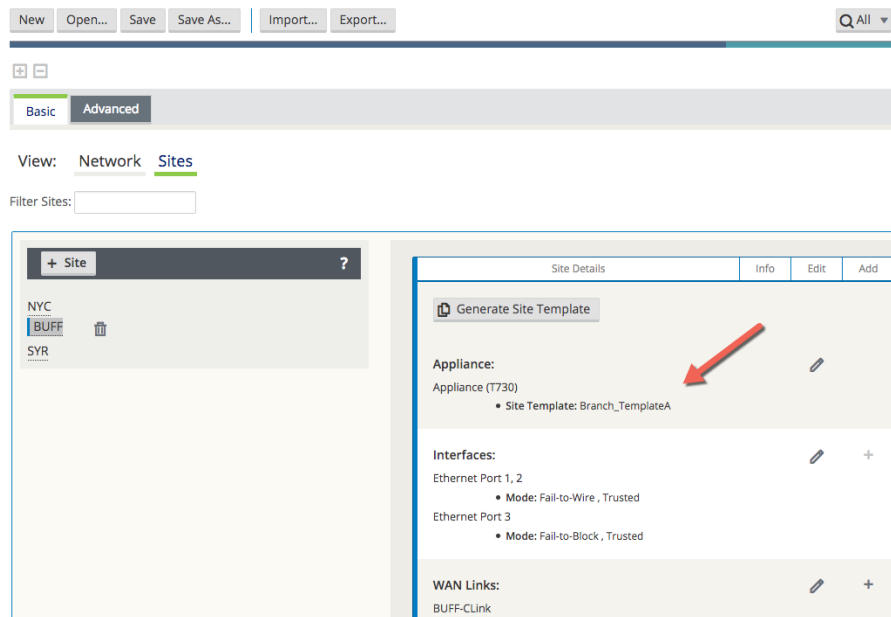 New Open... Save Save As... Import... Export... All
Basic Advanced
View: Network Sites
Filter Sites:
+ Site ?
NYC
BUFF
SYR
Site Details Info Edit Add
Generate Site Template
Appliance:
Appliance (T730)
• Site Template: Branch_TemplateA
Interfaces:
Ethernet Port 1, 2
• Mode: Fail-to-Wire , Trusted
Ethernet Port 3
• Mode: Fail-to-Block , Trusted
WAN Links:
BUFF-CLink